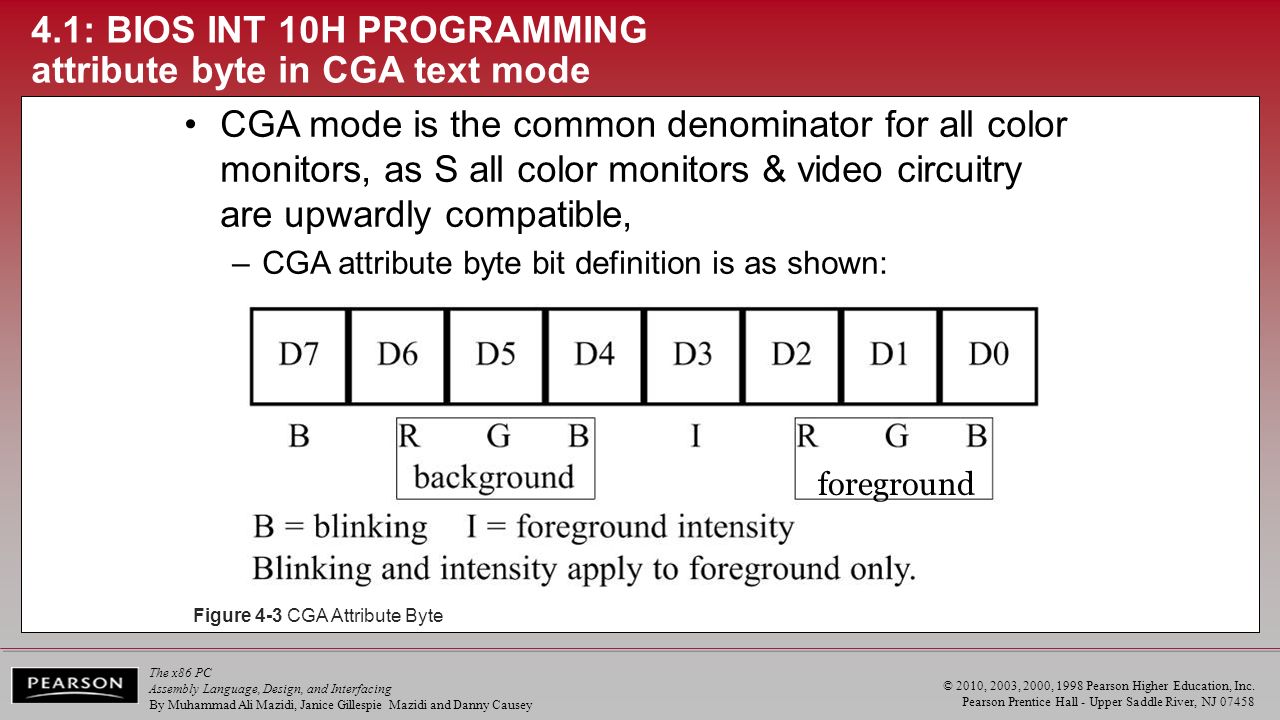 4.1: BIOS INT 10H PROGRAMMING
attribute byte in CGA text mode
• CGA mode is the common denominator for all color
monitors, as S all color monitors & video circuitry
are upwardly compatible,
– CGA attribute byte bit definition is as shown:
D7 D6 D5 D4 D3 D2 D1 D0
B R G B I R G B
background foreground
B = blinking I = foreground intensity
Blinking and intensity apply to foreground only.
Figure 4-3 CGA Attribute Byte
PEARSON
The x86 PC
Assembly Language, Design, and Interfacing
By Muhammad Ali Mazidi, Janice Gillespie Mazidi and Danny Causey
© 2010, 2003, 2000, 1998 Pearson Higher Education, Inc.
Pearson Prentice Hall - Upper Saddle River, NJ 07458